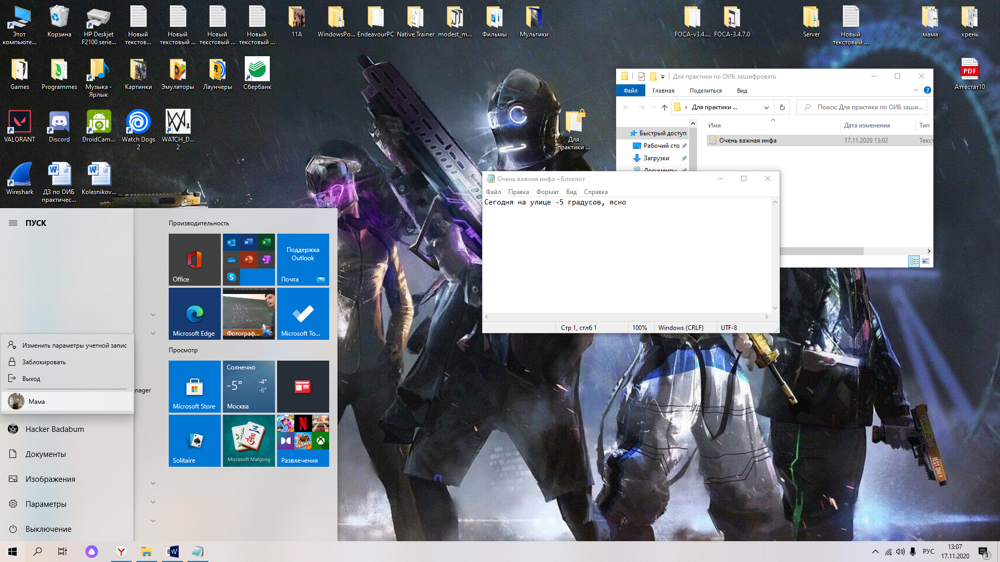 Этот
компьюте...
Корзина
HP Deskjet
F2100 serie...
Новый
текстов...
Новый
текстовый ...
Новый
текстовый ...
Новый
текстовый ...
11А
WindowsPo...
EndeavourPC
Native Trainer
modest_m...
Фильмы
Мультики
FOCA-v3.4....
FOCA-3.4.7.0
Server
Новый
текстовый ...
мама
хрень
Games
Programmes
Музыка -
Ярлык
Картинки
Эмуляторы
Лаунчеры
Сбербанк
PDF
Аттестат10
VALORANT
Discord
DroidCam...
Watch Dogs
2
WATCH_D...
2
Для
практики ...
Wireshark
ДЗ по ОИБ
практичес...
Kolesnikov...
Для практики по ОИБ зашифровать
Файл
Главная
Поделиться
Вид
Для практики ...
Поиск: Для практики по ОИБ заши...
Имя
Дата изменения
Тип
Быстрый доступ
Рабочий сто.
Загрузки
Документы
Очень важная инфа
17.11.2020 13:02
Текст
Очень важная инфа – Блокнот
Файл
Правка
Формат
Вид
Справка
Сегодня на улице -5 градусов, ясно
Стр 1, стлб 1
100%
Windows (CRLF)
UTF-8
ПУСК
Изменить параметры учетной запис
Заблокировать
Выход
Мама
nager
Hacker Badabum
Документы
Изображения
Параметры
Выключение
Производительность
Office
Поддержка
Outlook
Почта
Microsoft Edge
Фотограф...
Microsoft To...
Просмотр
Microsoft Store
Солнечно
-5°
-4°
-6°
Москва
Solitaire
Microsoft Mahjong
Развлечения
TEST ONLY
РУС
13:07
17.11.2020
3